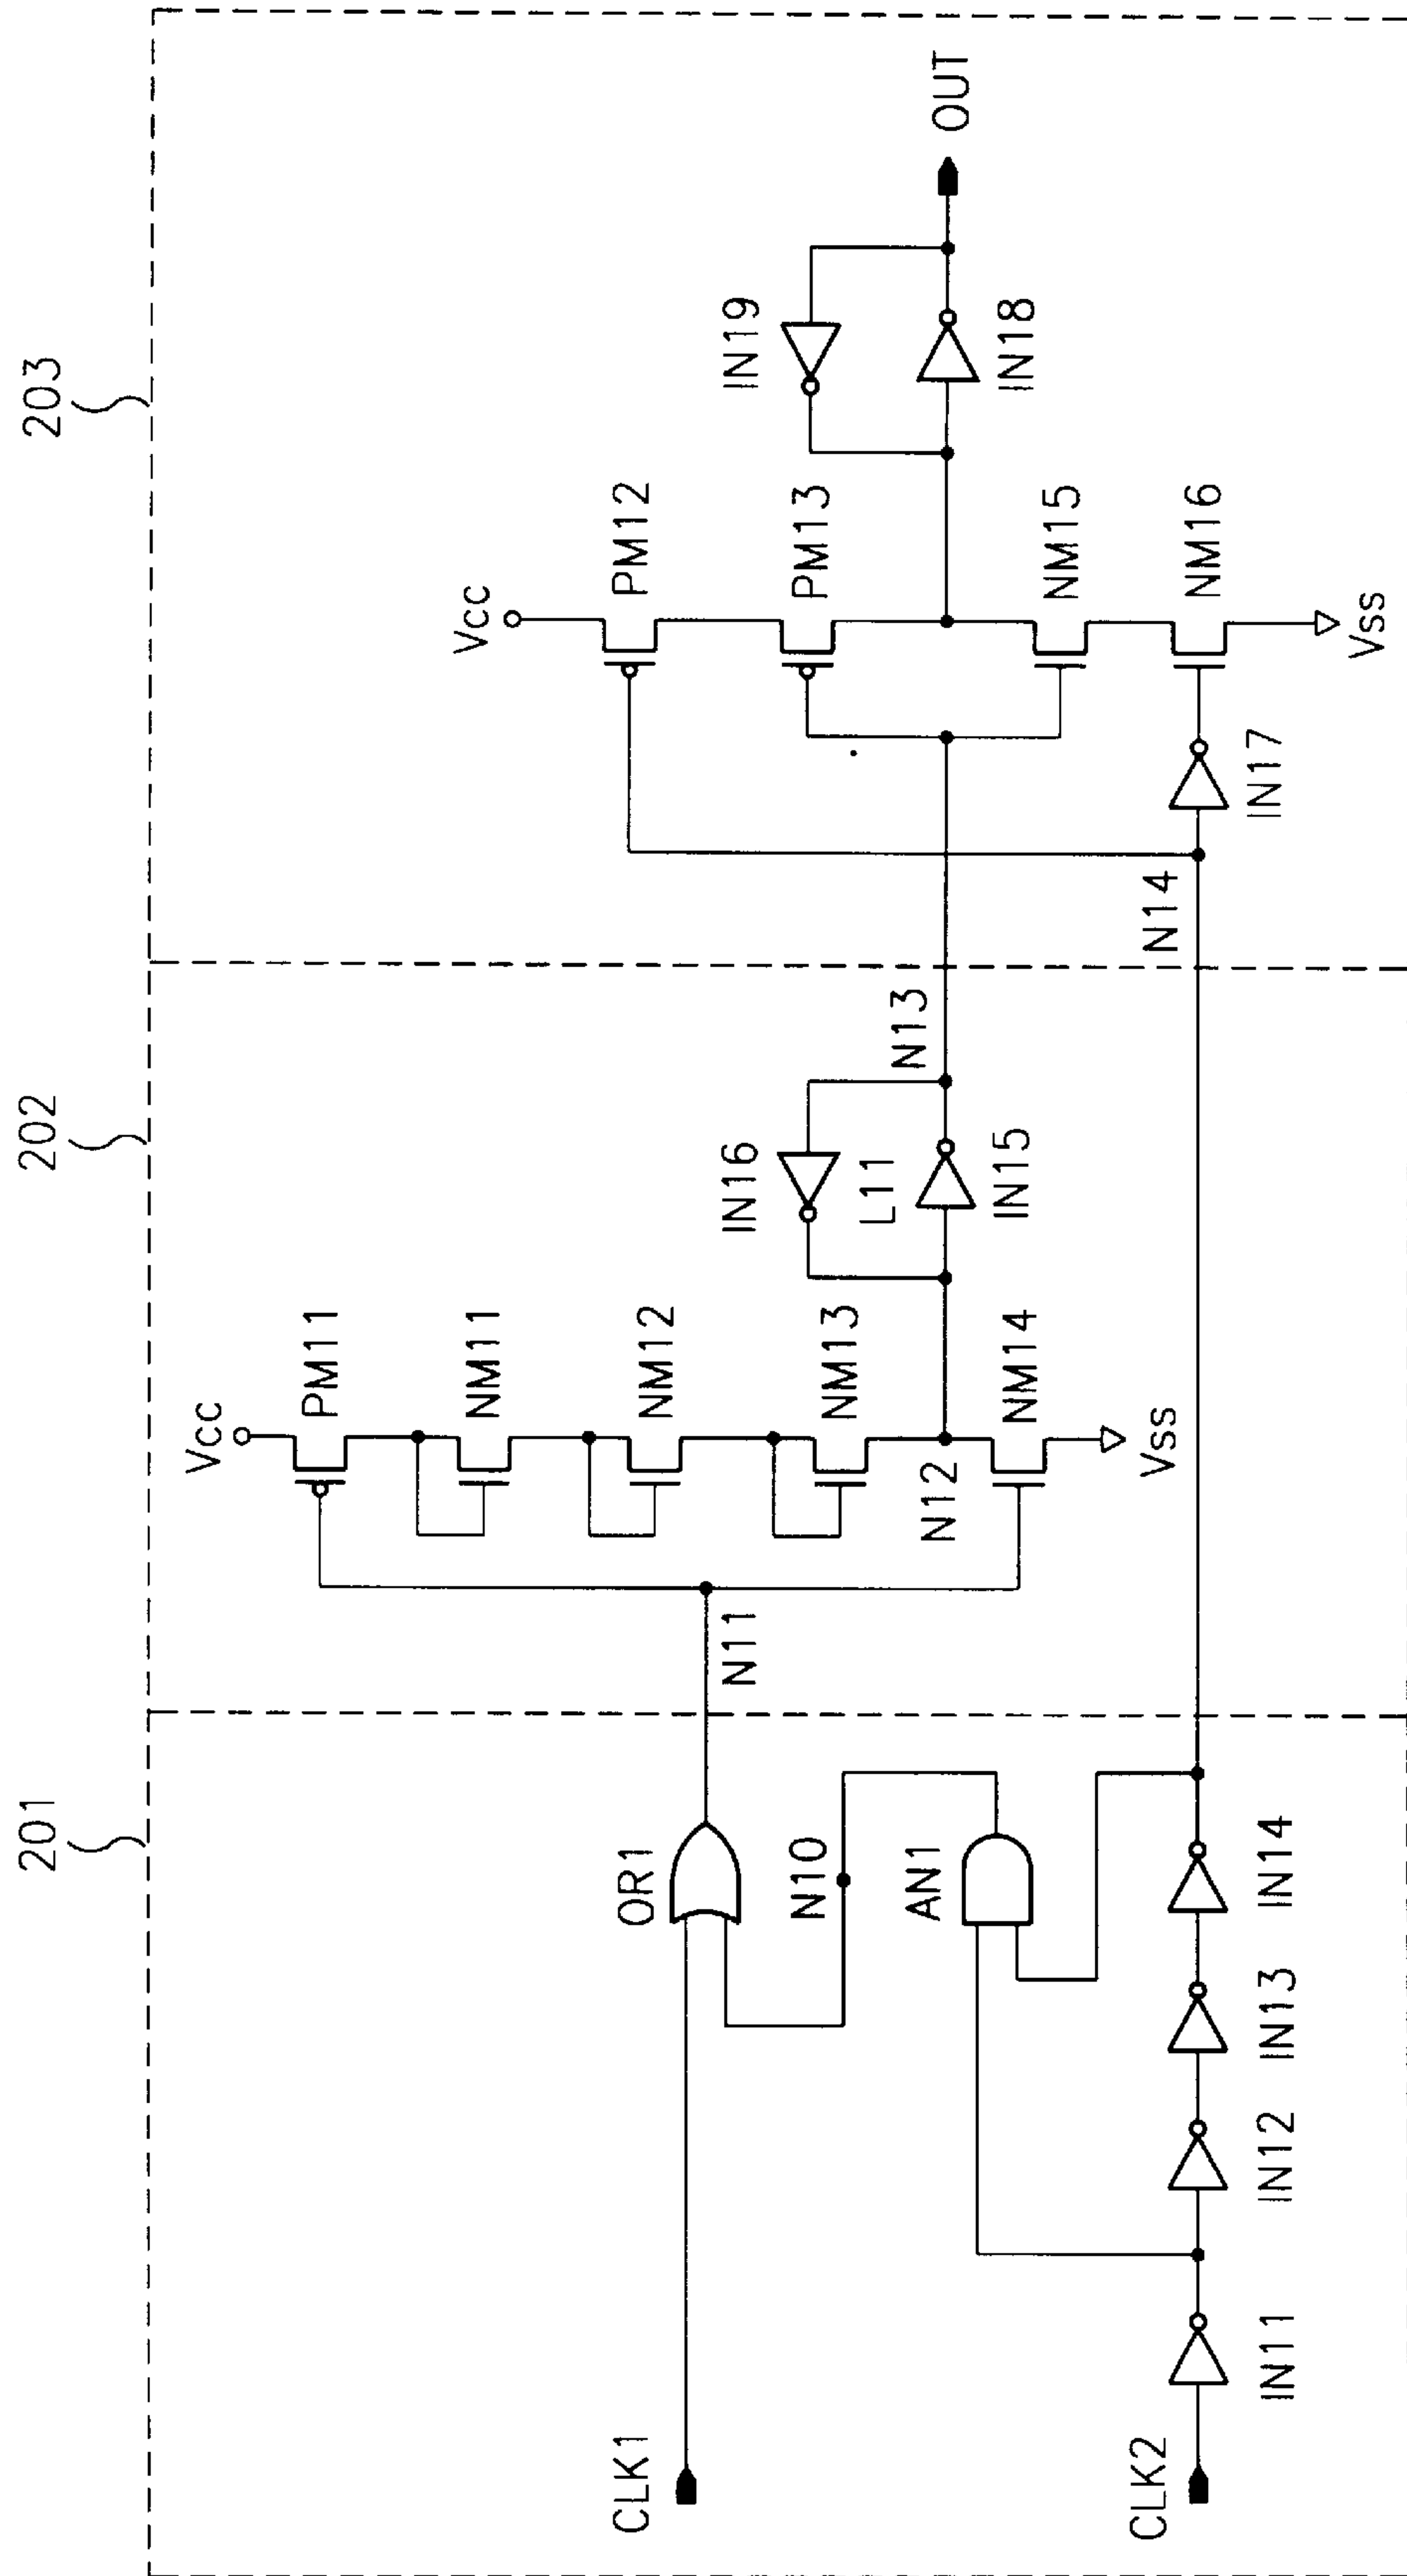 201
202
203
CLK1
CLK2
IN11
IN12
IN13
IN14
AN1
N10
OR1
N11
Vcc
PM11
NM11
NM12
NM13
N12
NM14
Vss
IN16
L11
IN15
N13
N14
Vcc
PM12
PM13
NM15
NM16
IN17
Vss
IN19
IN18
OUT